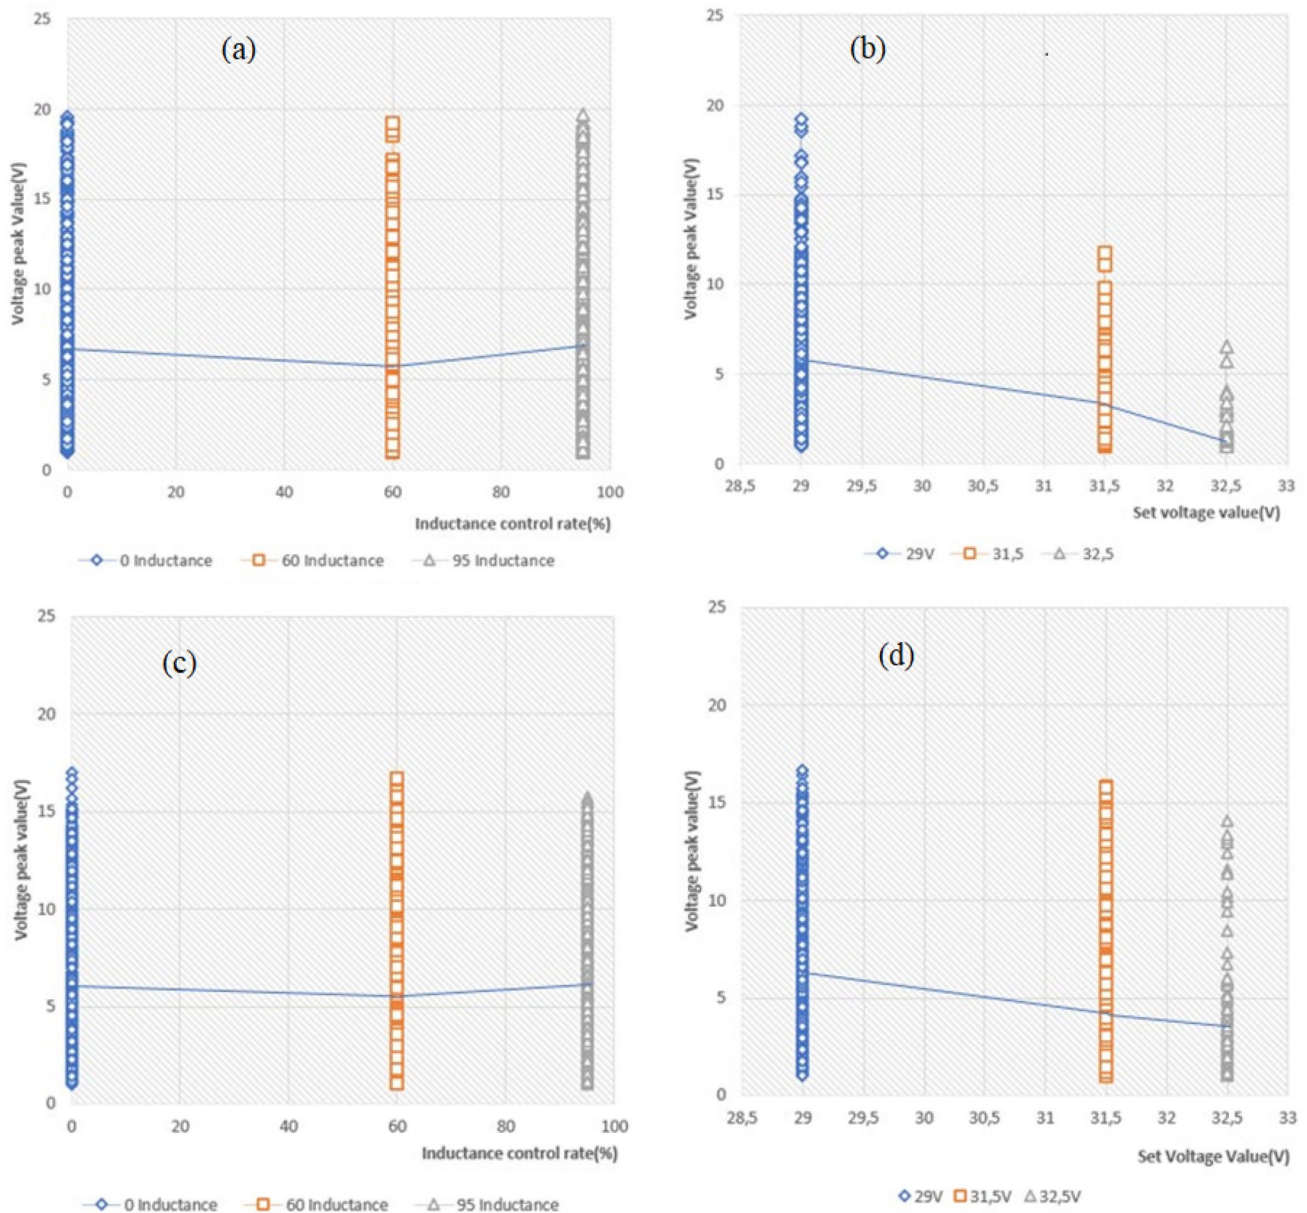 (a)
25
20
15
10
5
0
Voltage peak Value(V)
0 20 40 60 80 100
Inductance control rate(%)
0 Inductance 60 Inductance 95 Inductance
(b)
25
20
15
10
5
0
Voltage peak Value(V)
28,5 29 29,5 30 30,5 31 31,5 32 32,5 33
Set voltage value(V)
29V 31,5 32,5
(c)
25
20
15
10
5
0
Voltage peak value(V)
0 20 40 60 80 100
Inductance control rate(%)
0 Inductance 60 Inductance 95 Inductance
(d)
25
20
15
10
5
0
Voltage peak value(V)
28,5 29 29,5 30 30,5 31 31,5 32 32,5 33
Set Voltage Value(V)
29V 31,5V 32,5V